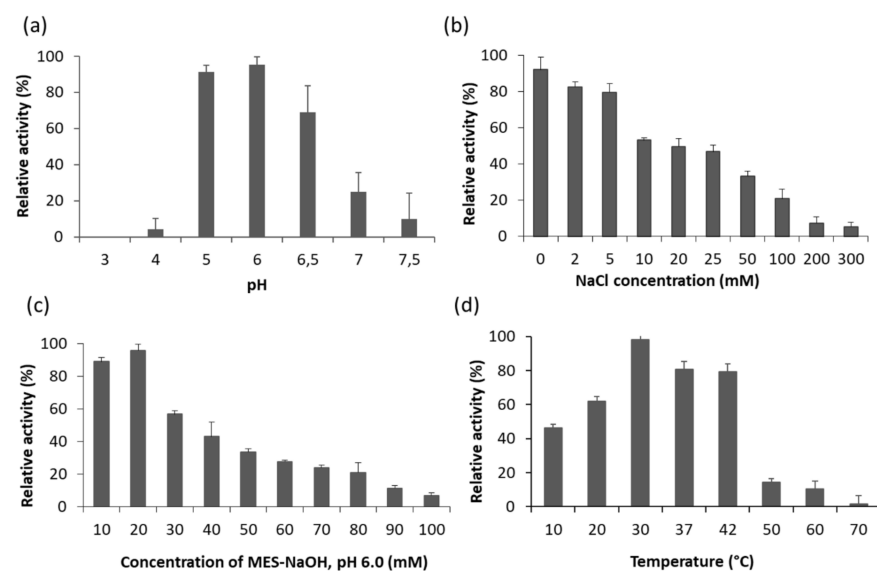 (a)
100
80
60
40
20
0
Relative activity (%)
3 4 5 6 6,5 7 7,5
pH
(b)
100
80
60
40
20
0
Relative activity (%)
0 2 5 10 20 25 50 100 200 300
NaCl concentration (mM)
(c)
100
80
60
40
20
0
Relative activity (%)
10 20 30 40 50 60 70 80 90 100
Concentration of MES-NaOH, pH 6.0 (mM)
(d)
100
80
60
40
20
0
Relative activity (%)
10 20 30 37 42 50 60 70
Temperature (°C)